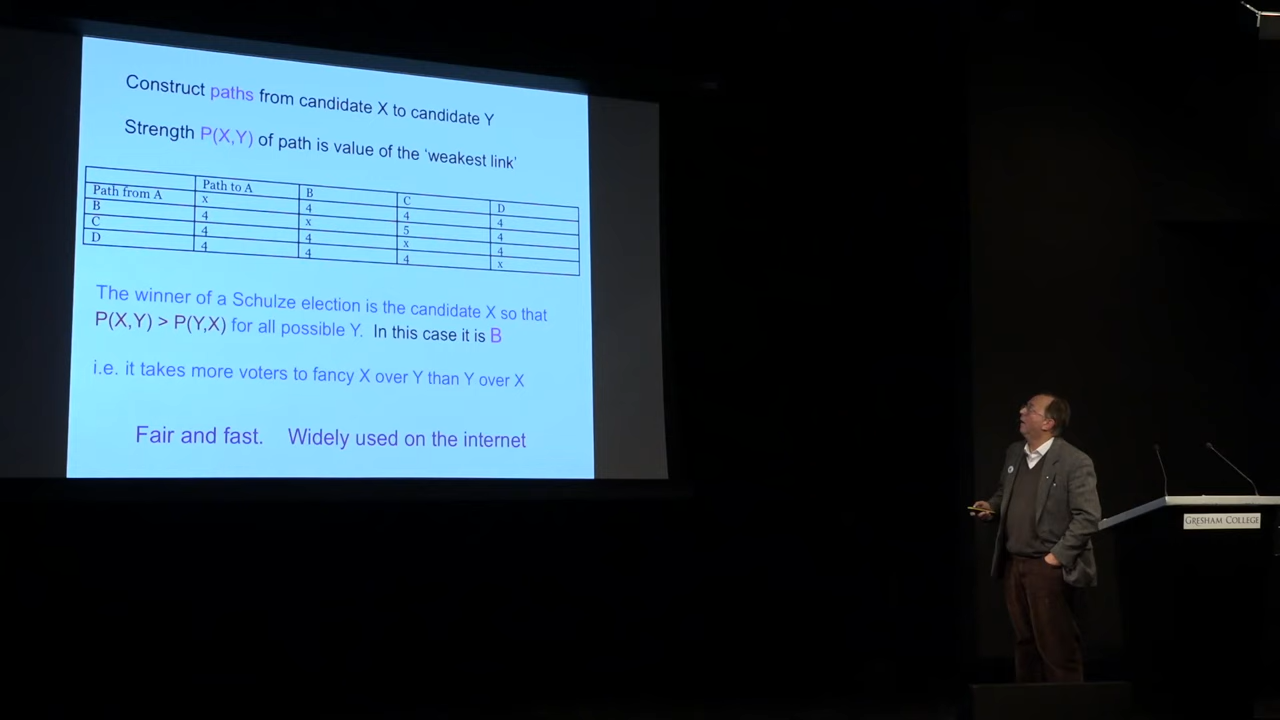 Construct paths from candidate X to candidate Y
Strength P(X,Y) of path is value of the 'weakest link'
Path to A B C D
Path from A x 4 4 4
B 4 x 5 4
C 4 4 x 4
D 4 4 4 x
The winner of a Schulze election is the candidate X so that
P(X,Y) > P(Y,X) for all possible Y. In this case it is B
i.e. it takes more voters to fancy X over Y than Y over X
Fair and fast. Widely used on the internet
GRESHAM COLLEGE